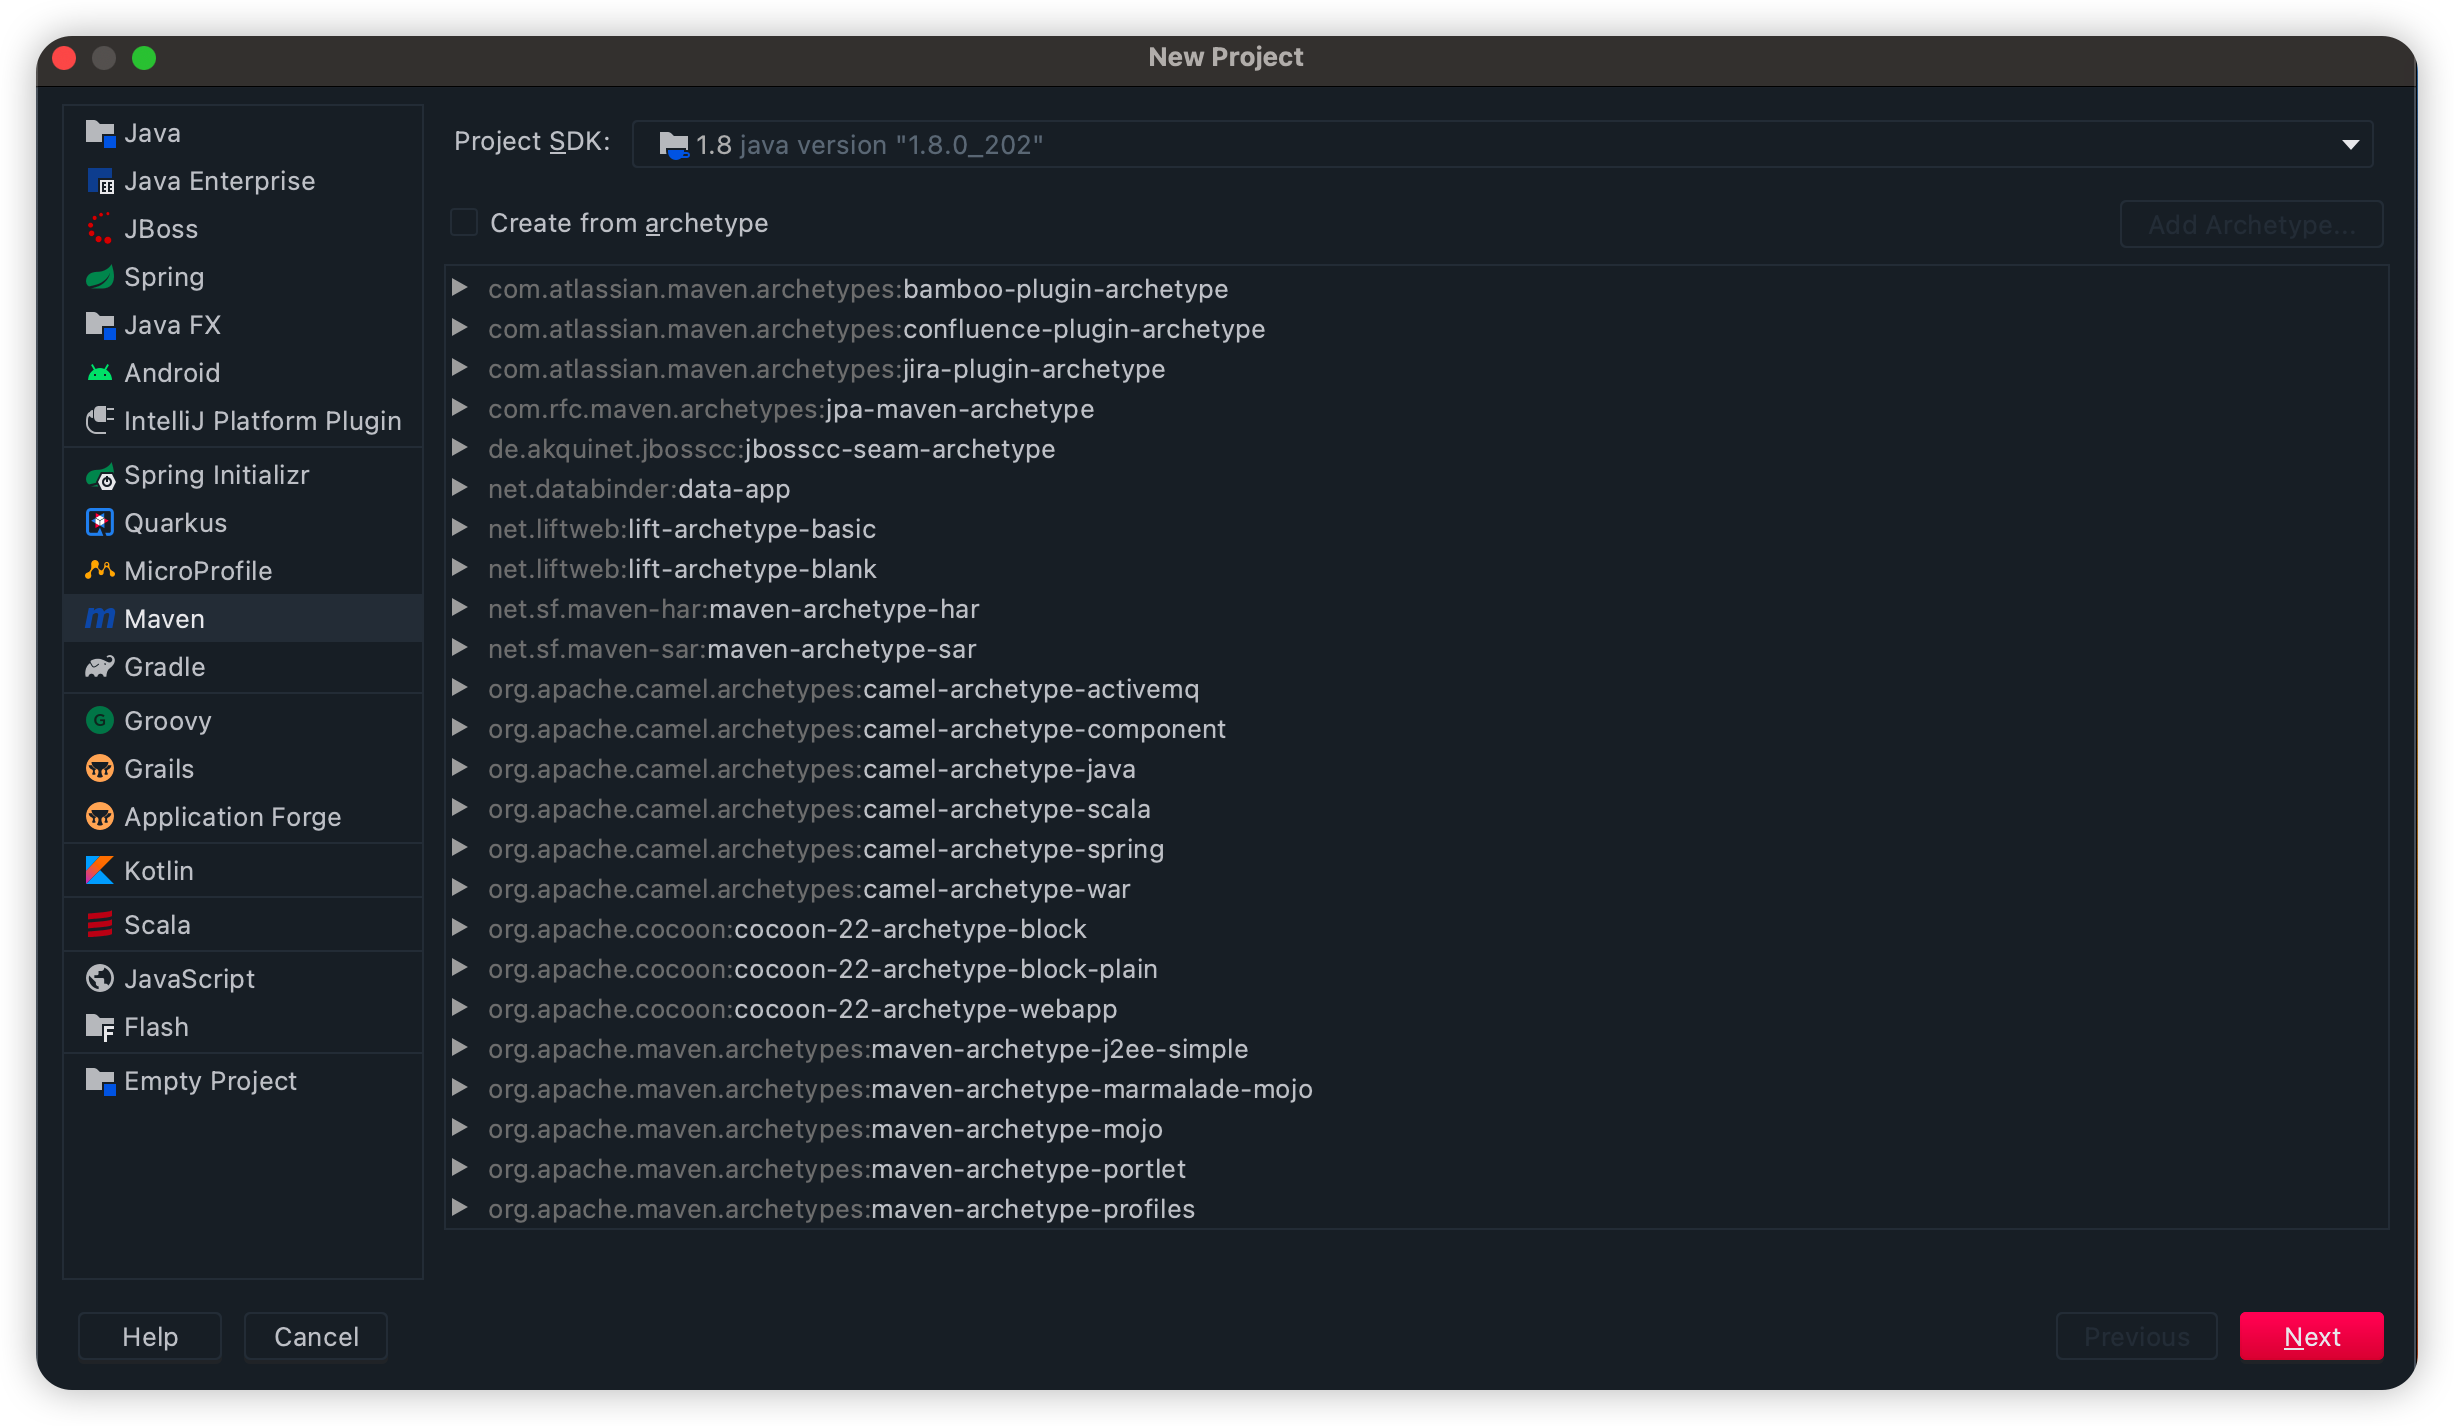 New Project
Java
Java Enterprise
JBoss
Spring
Java FX
Android
IntelliJ Platform Plugin
Spring Initializr
Quarkus
MicroProfile
Maven
Gradle
Groovy
Grails
Application Forge
Kotlin
Scala
JavaScript
Flash
Empty Project
Project SDK: 1.8 java version "1.8.0_202"
Create from archetype
Add Archetype...
com.atlassian.maven.archetypes:bamboo-plugin-archetype
com.atlassian.maven.archetypes:confluence-plugin-archetype
com.atlassian.maven.archetypes:jira-plugin-archetype
com.rfc.maven.archetypes:jpa-maven-archetype
de.akquinet.jbosscc:jbosscc-seam-archetype
net.databinder:data-app
net.liftweb:lift-archetype-basic
net.liftweb:lift-archetype-blank
net.sf.maven-har:maven-archetype-har
net.sf.maven-sar:maven-archetype-sar
org.apache.camel.archetypes:camel-archetype-activemq
org.apache.camel.archetypes:camel-archetype-component
org.apache.camel.archetypes:camel-archetype-java
org.apache.camel.archetypes:camel-archetype-scala
org.apache.camel.archetypes:camel-archetype-spring
org.apache.camel.archetypes:camel-archetype-war
org.apache.cocoon:cocoon-22-archetype-block
org.apache.cocoon:cocoon-22-archetype-block-plain
org.apache.cocoon:cocoon-22-archetype-webapp
org.apache.maven.archetypes:maven-archetype-j2ee-simple
org.apache.maven.archetypes:maven-archetype-marmalade-mojo
org.apache.maven.archetypes:maven-archetype-mojo
org.apache.maven.archetypes:maven-archetype-portlet
org.apache.maven.archetypes:maven-archetype-profiles
Help
Cancel
Previous
Next